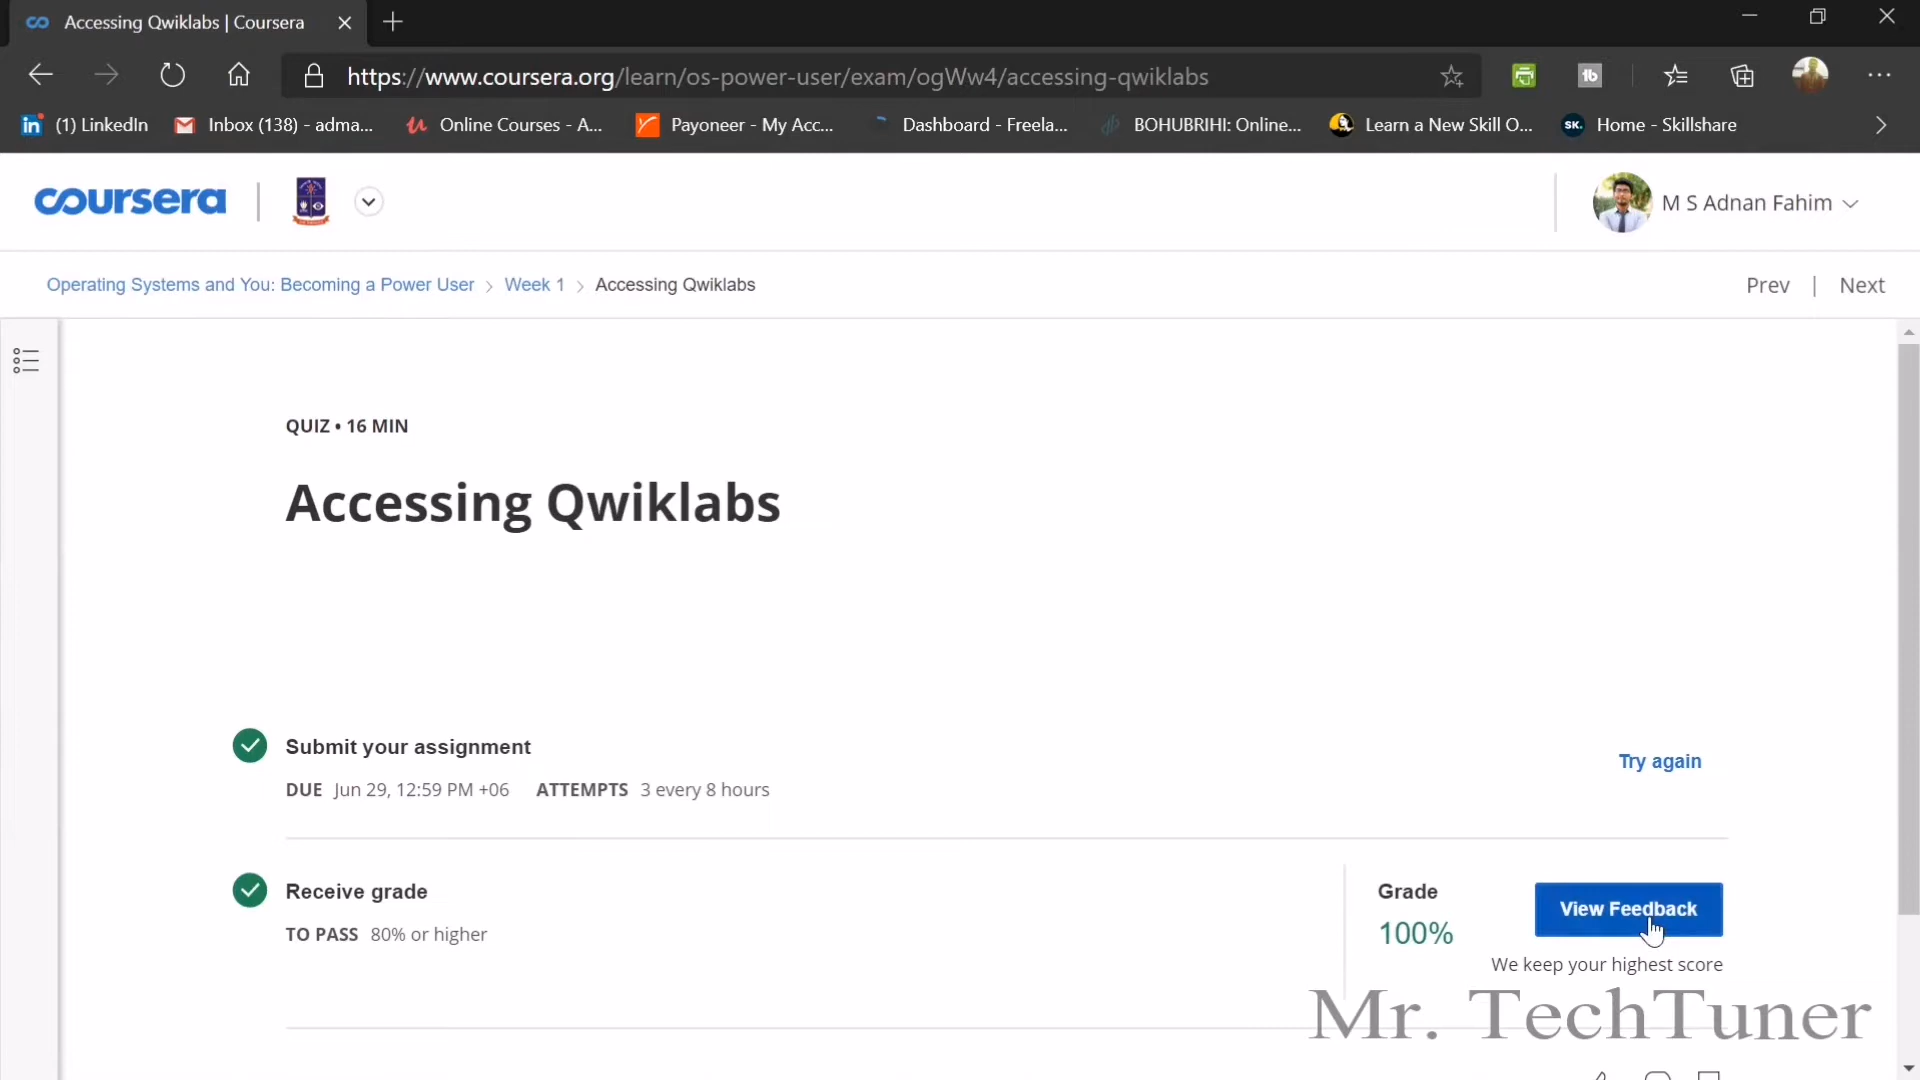 Accessing Qwiklabs | Coursera
https://www.coursera.org/learn/os-power-user/exam/ogWw4/accessing-qwiklabs
(1) LinkedIn
Inbox (138) - adma...
Online Courses - A...
Payoneer - My Acc...
Dashboard - Freela...
BOHUBRIHI: Online...
Learn a New Skill O...
SK.
Home - Skillshare
coursera
M S Adnan Fahim
Operating Systems and You: Becoming a Power User > Week 1 > Accessing Qwiklabs
Prev | Next
QUIZ • 16 MIN
Accessing Qwiklabs
Submit your assignment
Try again
DUE Jun 29, 12:59 PM +06 ATTEMPTS 3 every 8 hours
Receive grade
Grade
View Feedback
TO PASS 80% or higher
100%
We keep your highest score
Mr. TechTuner